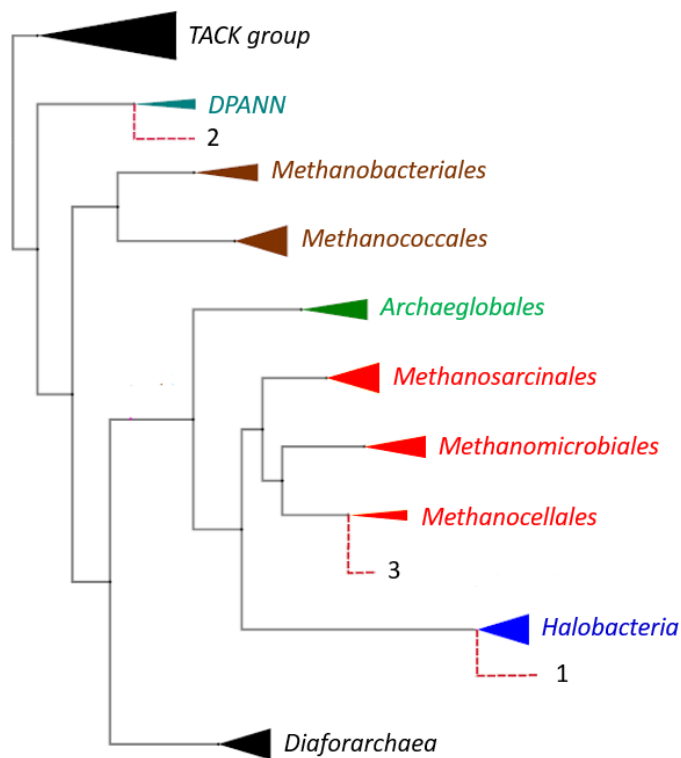 TACK group
DPANN
2
Methanobacteriales
Methanococcales
Archaeglobales
Methanosarcinales
Methanomicrobiales
Methanocellales
3
Halobacteria
1
Diaforarchaea